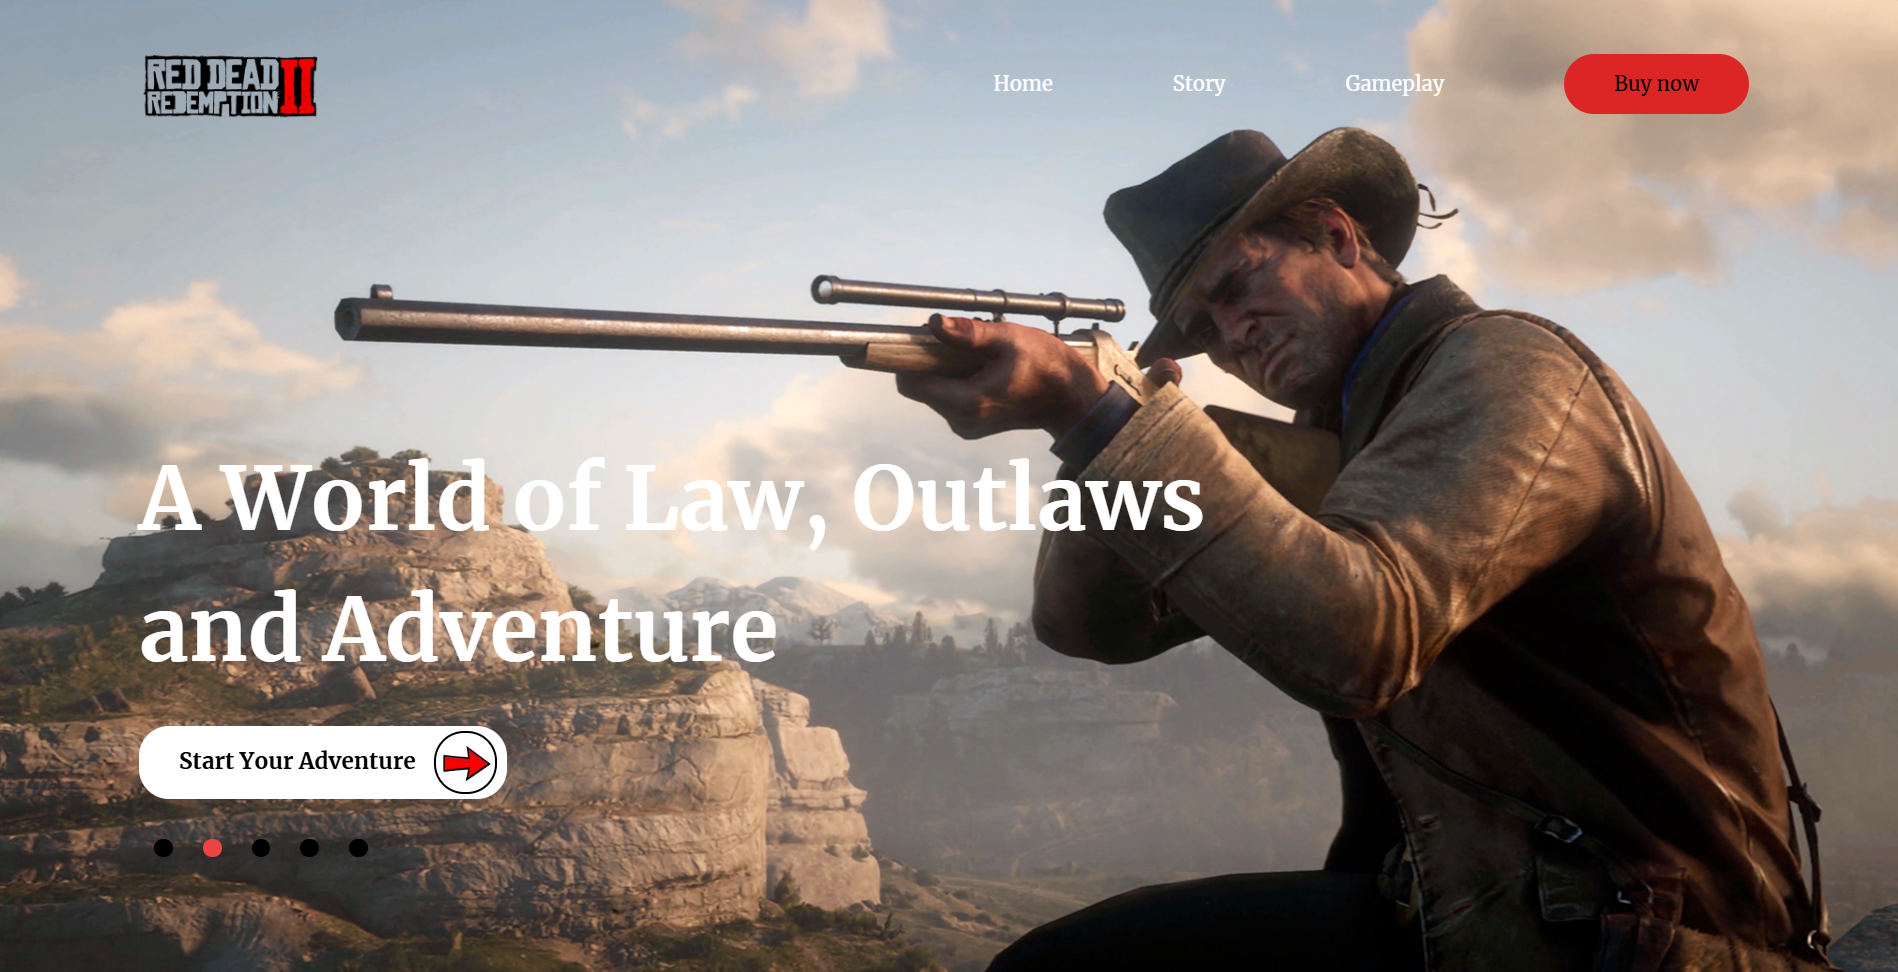 RED DEAD
REDEMPTION II
Home
Story
Gameplay
Buy now
A World of Law, Outlaws
and Adventure
Start Your Adventure